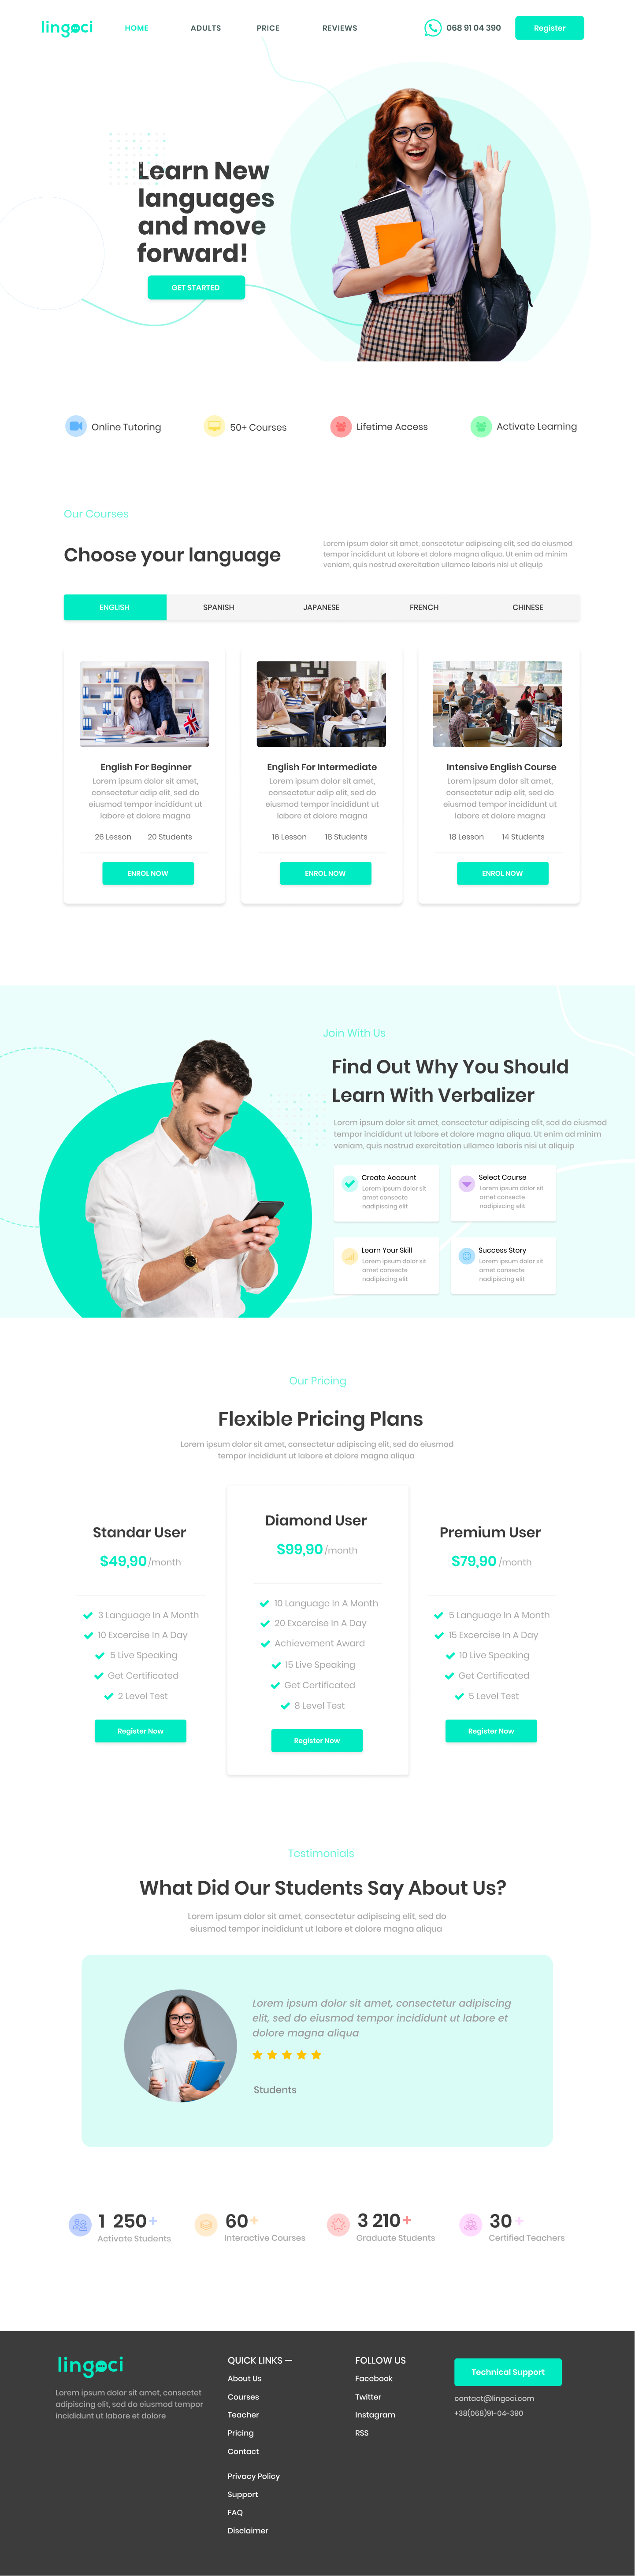 lingoci
HOME
ADULTS
PRICE
REVIEWS
068 91 04 390
Register
Learn New
languages
and move
forward!
GET STARTED
Online Tutoring
50+ Courses
Lifetime Access
Activate Learning
Our Courses
Choose your language
Lorem ipsum dolor sit amet, consectetur adipiscing elit, sed do eiusmod
tempor incididunt ut labore et dolore magna aliqua. Ut enim ad minim
veniam, quis nostrud exercitation ullamco laboris nisi ut aliquip
ENGLISH
SPANISH
JAPANESE
FRENCH
CHINESE
English For Beginner
Lorem ipsum dolor sit amet,
consectetur adip elit, sed do
eiusmod tempor incididunt ut
labore et dolore magna
26 Lesson
20 Students
ENROL NOW
English For Intermediate
Lorem ipsum dolor sit amet,
consectetur adip elit, sed do
eiusmod tempor incididunt ut
labore et dolore magna
16 Lesson
18 Students
ENROL NOW
Intensive English Course
Lorem ipsum dolor sit amet,
consectetur adip elit, sed do
eiusmod tempor incididunt ut
labore et dolore magna
18 Lesson
14 Students
ENROL NOW
Join With Us
Find Out Why You Should
Learn With Verbalizer
Lorem ipsum dolor sit amet, consectetur adipiscing elit, sed do eiusmod
tempor incididunt ut labore et dolore magna aliqua. Ut enim ad minim
veniam, quis nostrud exercitation ullamco laboris nisi ut aliquip
Create Account
Lorem ipsum dolor sit
amet consecte
nadipiscing elit
Select Course
Lorem ipsum dolor sit
amet consecte
nadipiscing elit
Learn Your Skill
Lorem ipsum dolor sit
amet consecte
nadipiscing elit
Success Story
Lorem ipsum dolor sit
amet consecte
nadipiscing elit
Our Pricing
Flexible Pricing Plans
Lorem ipsum dolor sit amet, consectetur adipiscing elit, sed do eiusmod
tempor incididunt ut labore et dolore magna aliqua
Standar User
$49,90/month
3 Language In A Month
10 Excercise In A Day
5 Live Speaking
Get Certificated
2 Level Test
Register Now
Diamond User
$99,90/month
10 Language In A Month
20 Excercise In A Day
Achievement Award
15 Live Speaking
Get Certificated
8 Level Test
Register Now
Premium User
$79,90/month
5 Language In A Month
15 Excercise In A Day
10 Live Speaking
Get Certificated
5 Level Test
Register Now
Testimonials
What Did Our Students Say About Us?
Lorem ipsum dolor sit amet, consectetur adipiscing elit, sed do
eiusmod tempor incididunt ut labore et dolore magna aliqua
Lorem ipsum dolor sit amet, consectetur adipiscing
elit, sed do eiusmod tempor incididunt ut labore et
dolore magna aliqua
Students
1 250+
Activate Students
60+
Interactive Courses
3 210+
Graduate Students
30+
Certified Teachers
lingoci
Lorem ipsum dolor sit amet, consectet
adipiscing elit, sed do eiusmod tempor
incididunt ut labore et dolore
QUICK LINKS —
About Us
Courses
Teacher
Pricing
Contact
Privacy Policy
Support
FAQ
Disclaimer
FOLLOW US
Facebook
Twitter
Instagram
RSS
Technical Support
contact@lingoci.com
+38(068)91-04-390